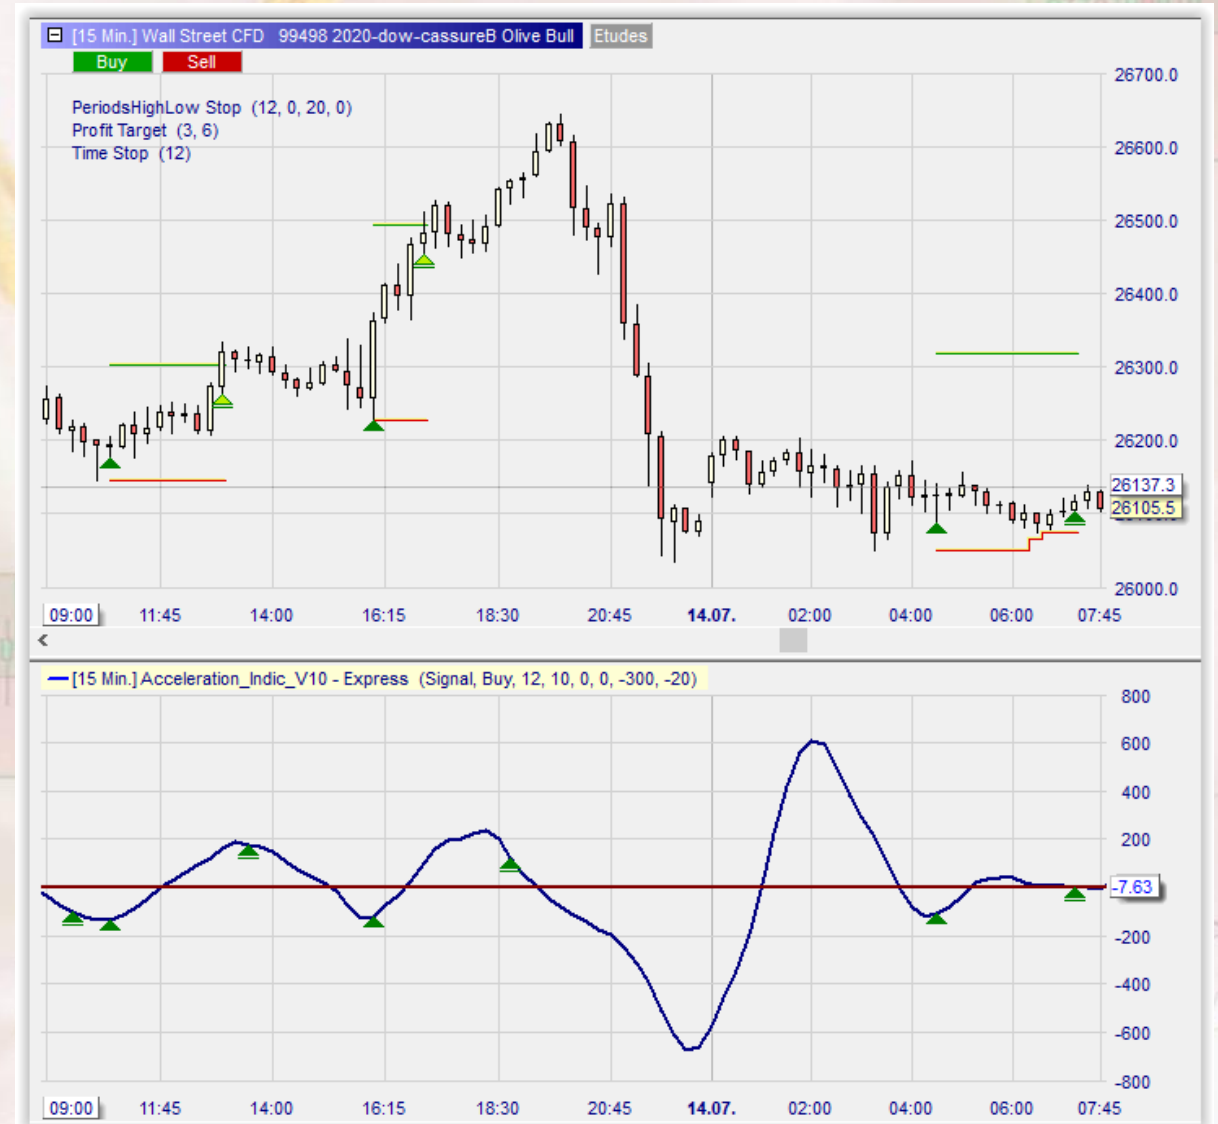 [15 Min.] Wall Street CFD 99498 2020-dow-cassureB Olive Bull Etudes
Buy Sell
PeriodsHighLow Stop (12, 0, 20, 0)
Profit Target (3, 6)
Time Stop (12)
26700.0
26600.0
26500.0
26400.0
26300.0
26200.0
26137.3
26105.5
26000.0
09:00 11:45 14:00 16:15 18:30 20:45 14.07. 02:00 04:00 06:00 07:45
[15 Min.] Acceleration_Indic_V10 - Express (Signal, Buy, 12, 10, 0, 0, -300, -20)
800
600
400
200
-7.63
-200
-400
-600
-800
09:00 11:45 14:00 16:15 18:30 20:45 14.07. 02:00 04:00 06:00 07:45